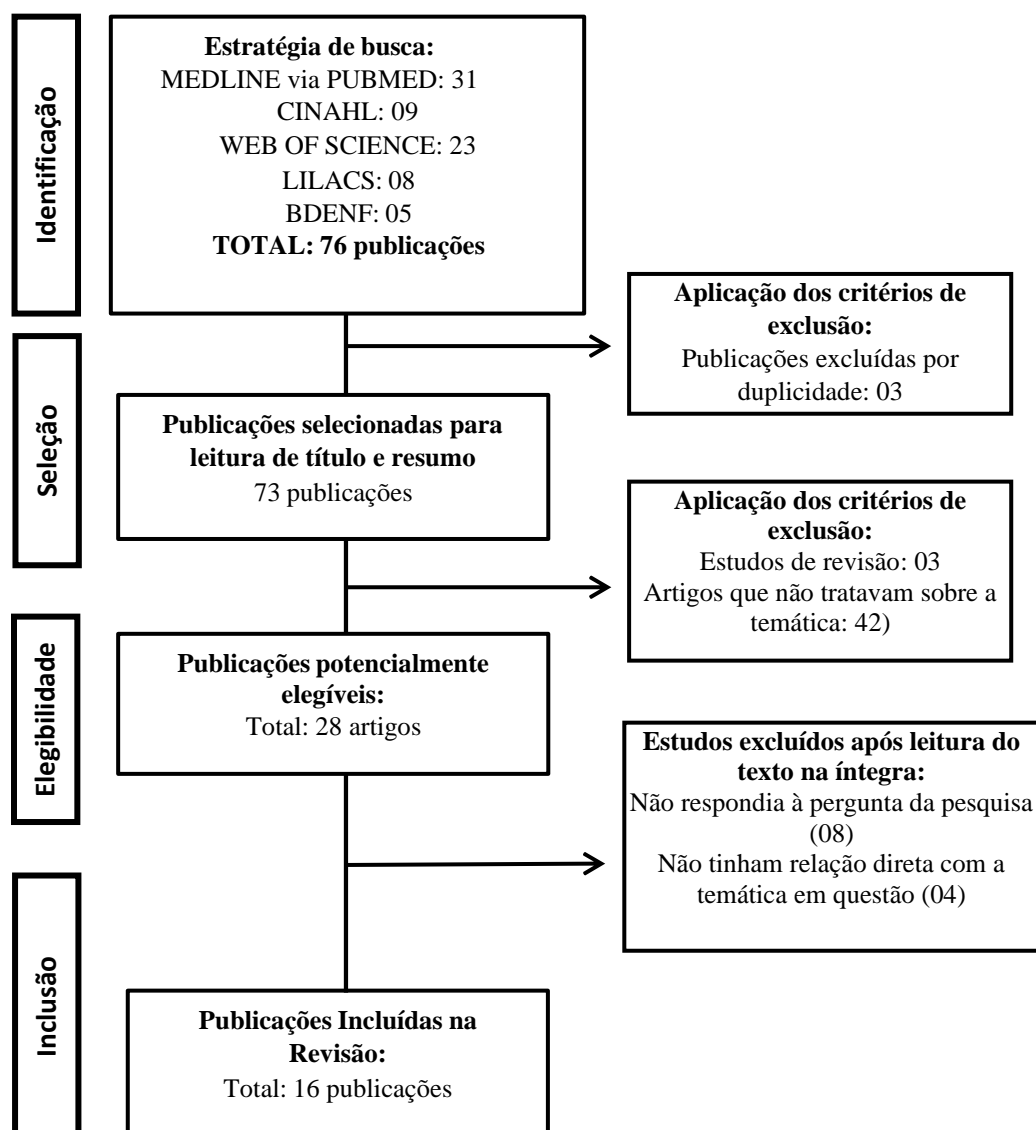 Identificação
Estratégia de busca:
MEDLINE via PUBMED: 31
CINAHL: 09
WEB OF SCIENCE: 23
LILACS: 08
BDENF: 05
TOTAL: 76 publicações
Aplicação dos critérios de
exclusão:
Publicações excluídas por
duplicidade: 03
Seleção
Publicações selecionadas para
leitura de título e resumo
73 publicações
Aplicação dos critérios de
exclusão:
Estudos de revisão: 03
Artigos que não tratavam sobre a
temática: 42)
Elegibilidade
Publicações potencialmente
elegíveis:
Total: 28 artigos
Estudos excluídos após leitura do
texto na íntegra:
Não respondia à pergunta da pesquisa
(08)
Não tinham relação direta com a
temática em questão (04)
Inclusão
Publicações Incluídas na
Revisão:
Total: 16 publicações